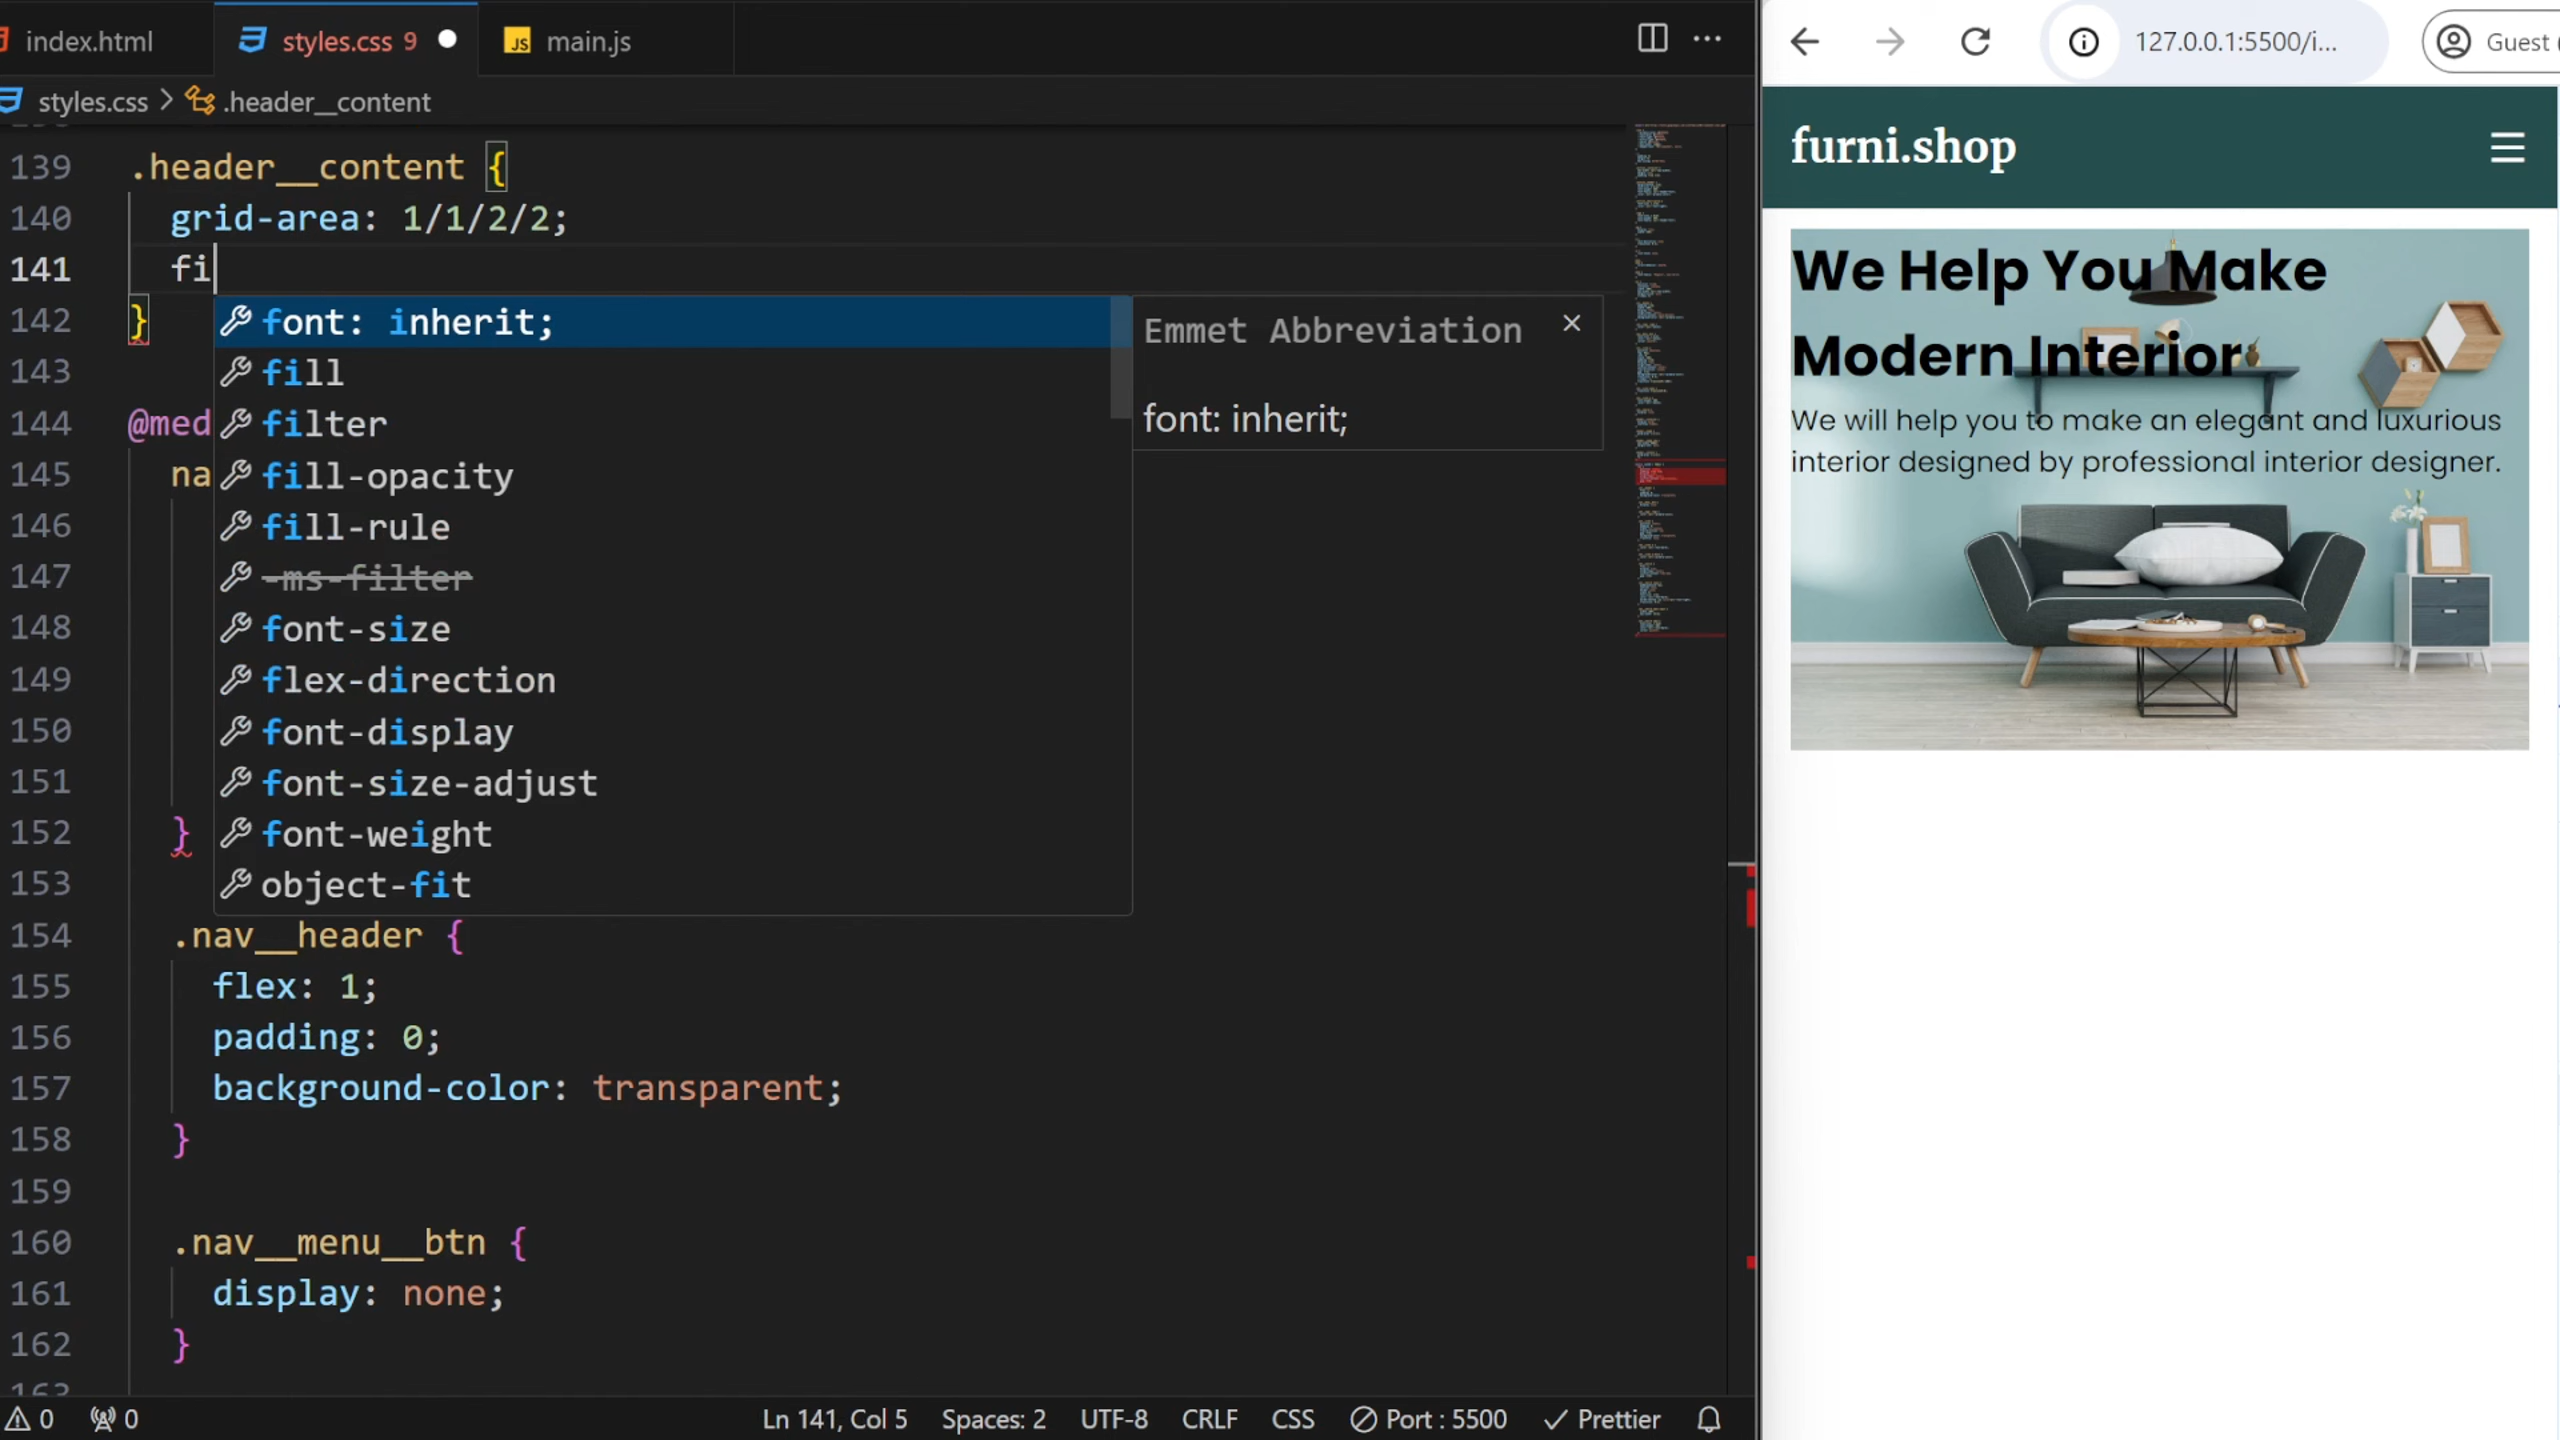 index.html
styles.css 9
JS main.js
styles.css > .header__content
139 .header__content {
140 grid-area: 1/1/2/2;
141 fi
142 }
143
144 @med
145 na
146
147
148
149
150
151
152 }
153
154 .nav__header {
155 flex: 1;
156 padding: 0;
157 background-color: transparent;
158 }
159
160 .nav__menu__btn {
161 display: none;
162 }
163
font: inherit;
fill
filter
fill-opacity
fill-rule
-ms-filter
font-size
flex-direction
font-display
font-size-adjust
font-weight
object-fit
Emmet Abbreviation
font: inherit;
0 0 Ln 141, Col 5 Spaces: 2 UTF-8 CRLF CSS Port : 5500 Prettier
127.0.0.1:5500/i...
Guest
furni.shop
We Help You Make
Modern Interior
We will help you to make an elegant and luxurious
interior designed by professional interior designer.